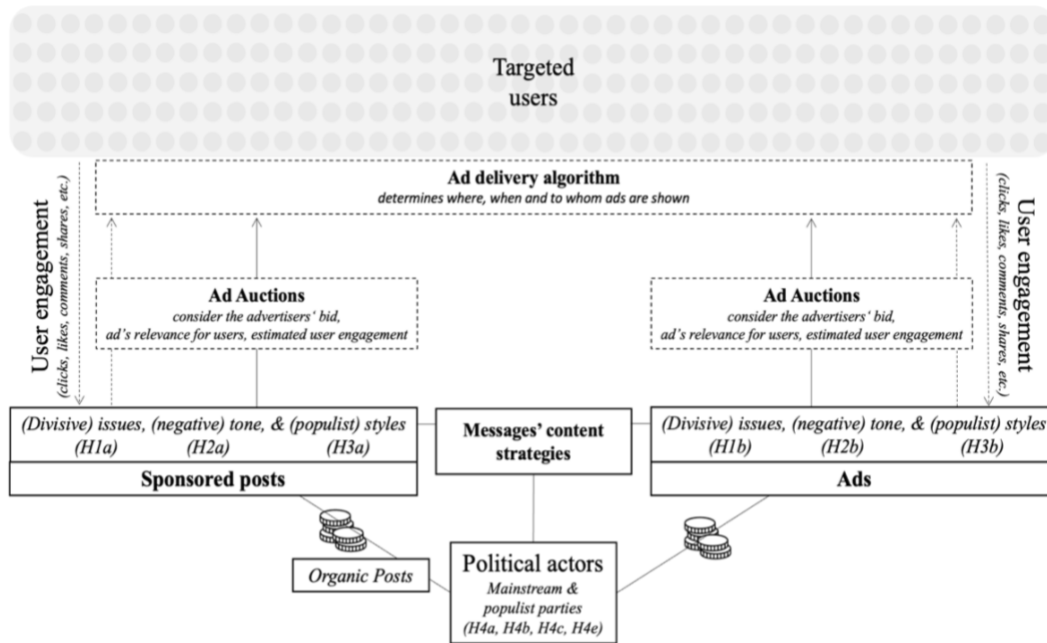 Targeted
users
Ad delivery algorithm
determines where, when and to whom ads are shown
User engagement
(clicks, likes, comments, shares, etc.)
User engagement
(clicks, likes, comments, shares, etc.)
Ad Auctions
consider the advertisers‘ bid,
ad’s relevance for users, estimated user engagement
Ad Auctions
consider the advertisers‘ bid,
ad’s relevance for users, estimated user engagement
(Divisive) issues, (negative) tone, & (populist) styles
(H1a) (H2a) (H3a)
Sponsored posts
Messages’ content
strategies
(Divisive) issues, (negative) tone, & (populist) styles
(H1b) (H2b) (H3b)
Ads
Organic Posts
Political actors
Mainstream &
populist parties
(H4a, H4b, H4c, H4e)